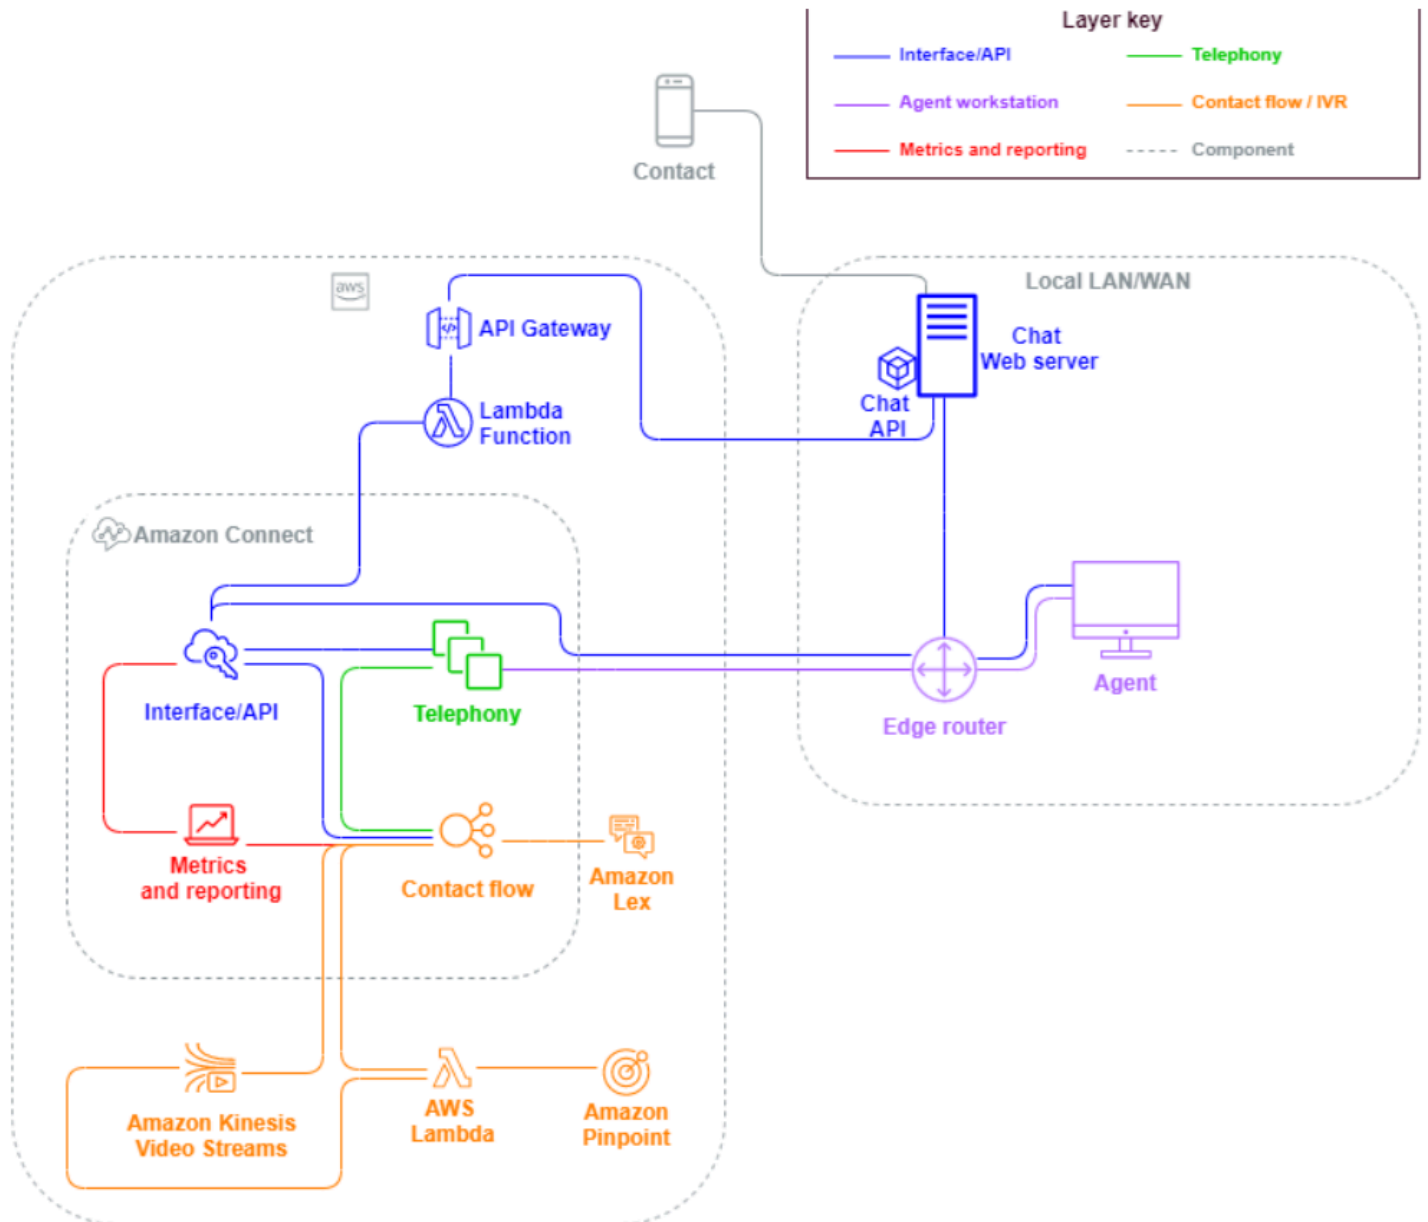 Layer key
Interface/API
Telephony
Agent workstation
Contact flow / IVR
Metrics and reporting
Component
Contact
aws
Local LAN/WAN
API Gateway
Chat
Web server
Chat
API
Lambda
Function
Amazon Connect
Interface/API
Telephony
Edge router
Agent
Metrics
and reporting
Contact flow
Amazon
Lex
Amazon Kinesis
Video Streams
AWS
Lambda
Amazon
Pinpoint